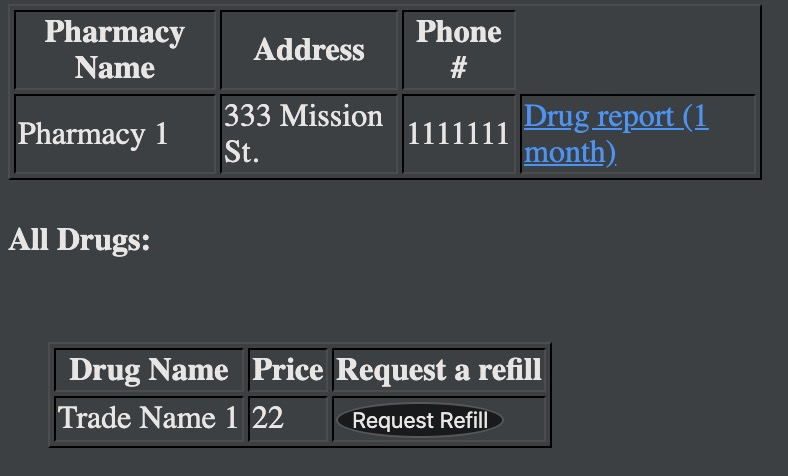 Pharmacy Name Address Phone #
Pharmacy 1 333 Mission St. 1111111 Drug report (1 month)
All Drugs:
Drug Name Price Request a refill
Trade Name 1 22 Request Refill